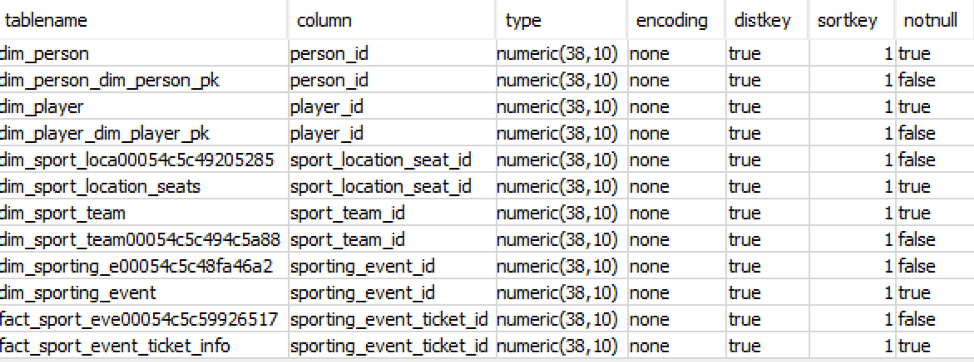 tablename column type encoding distkey sortkey notnull
dim_person person_id numeric(38,10) none true 1 true
dim_person_dim_person_pk person_id numeric(38,10) none true 1 false
dim_player player_id numeric(38,10) none true 1 true
dim_player_dim_player_pk player_id numeric(38,10) none true 1 false
dim_sport_loca00054c5c49205285 sport_location_seat_id numeric(38,10) none true 1 false
dim_sport_location_seats sport_location_seat_id numeric(38,10) none true 1 true
dim_sport_team sport_team_id numeric(38,10) none true 1 true
dim_sport_team00054c5c494c5a88 sport_team_id numeric(38,10) none true 1 false
dim_sporting_e00054c5c48fa46a2 sporting_event_id numeric(38,10) none true 1 false
dim_sporting_event sporting_event_id numeric(38,10) none true 1 true
fact_sport_eve00054c5c59926517 sporting_event_ticket_id numeric(38,10) none true 1 false
fact_sport_event_ticket_info sporting_event_ticket_id numeric(38,10) none true 1 true